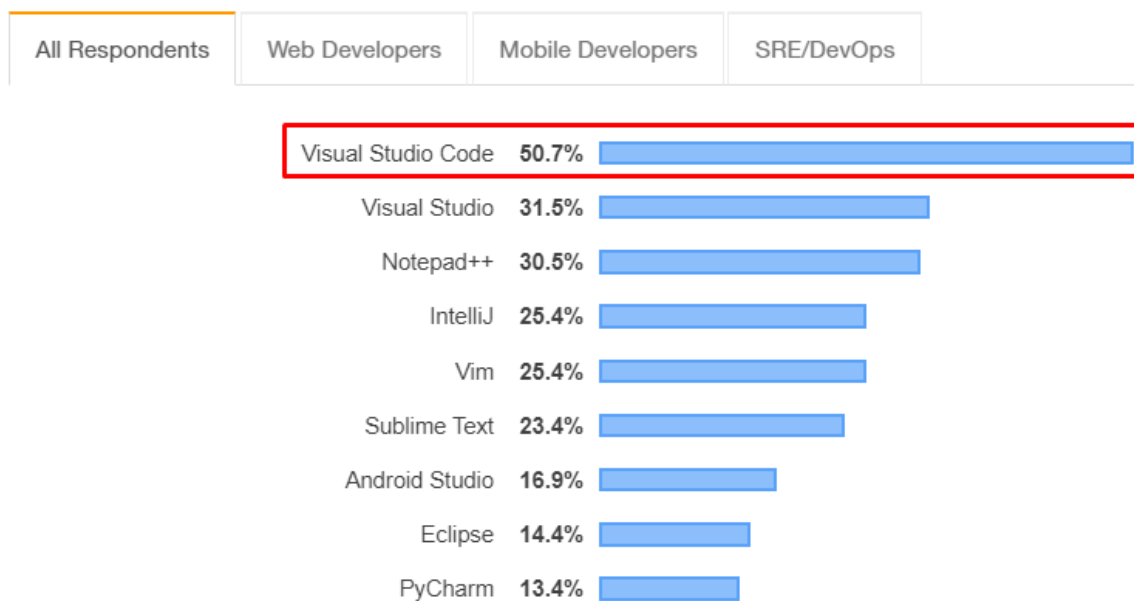 All Respondents Web Developers Mobile Developers SRE/DevOps
Visual Studio Code 50.7%
Visual Studio 31.5%
Notepad++ 30.5%
IntelliJ 25.4%
Vim 25.4%
Sublime Text 23.4%
Android Studio 16.9%
Eclipse 14.4%
PyCharm 13.4%